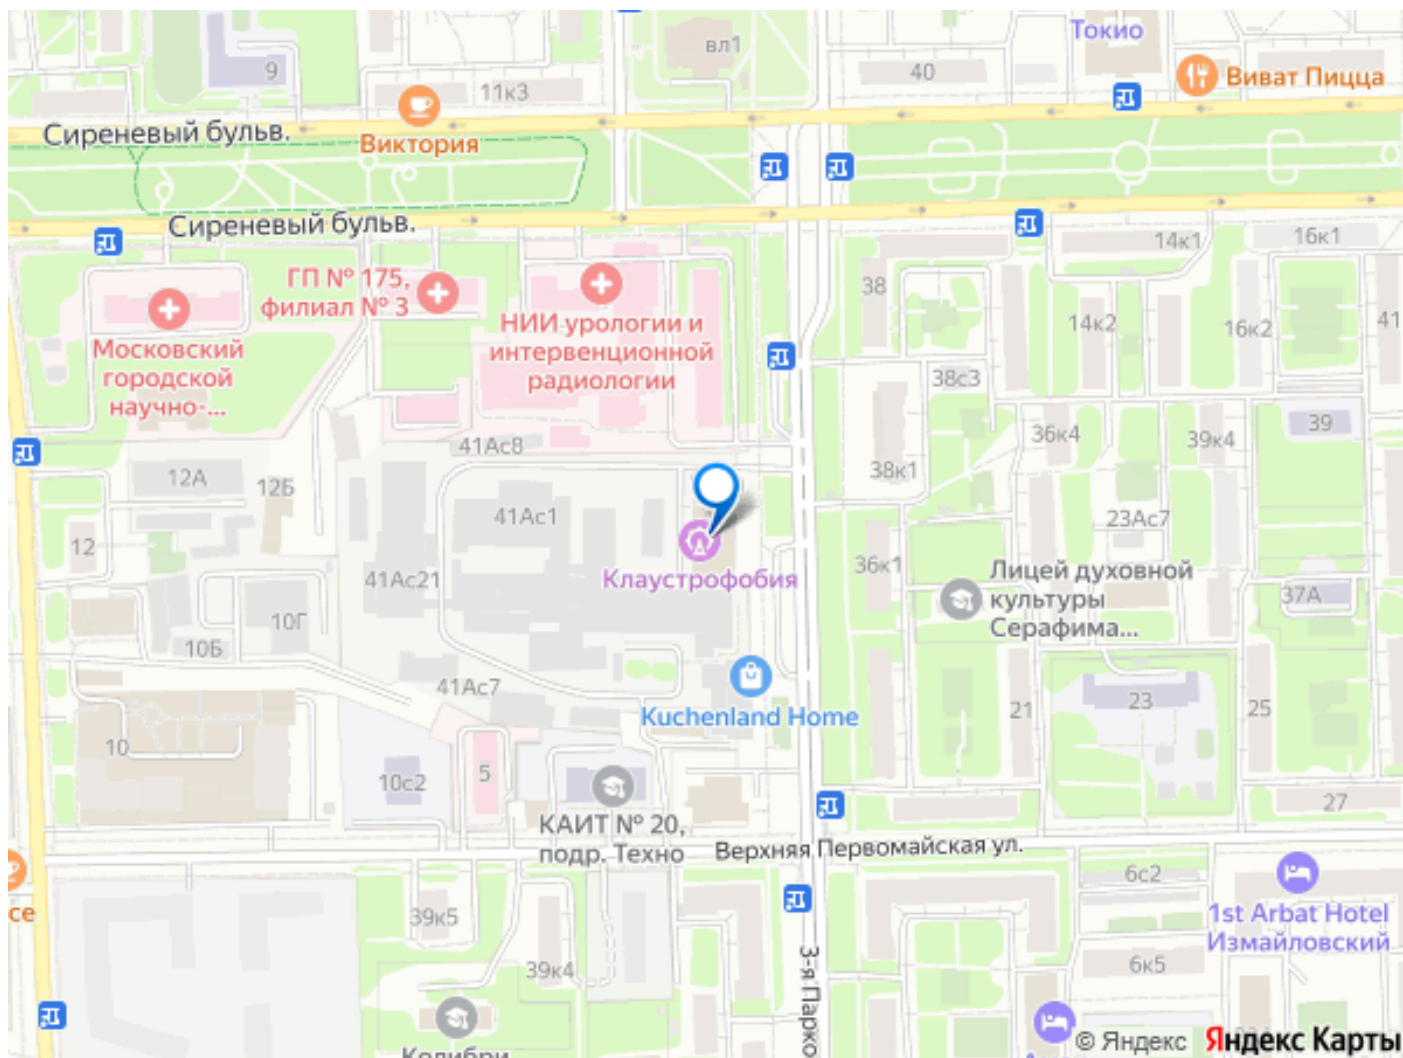 Токио
вл1
9
40
Виват Пицца
11к3
Сиреневый бульв.
Виктория
Сиреневый бульв.
14к1
16к1
ГП № 175,
филиал № 3
38
НИИ урологии и
интервенционной
радиологии
14к2
16к2
41
Московский
городской
научно-...
38с3
39
36к4
39к4
41Ас8
12А
12Б
38к1
41Ас1
23Ас7
12
Клаустрофобия
41Ас21
36к1
Лицей духовной
культуры
Серафима...
37А
10Г
10Б
41Ас7
Kuchenland Home
21
23
25
10
10с2
5
27
КАИТ № 20,
подр. Техно
Верхняя Первомайская ул.
6с2
се
39к5
1st Arbat Hotel
Измайловский
3-я Парко
39к4
6к5
Колибри
© Яндекс
Яндекс Карты